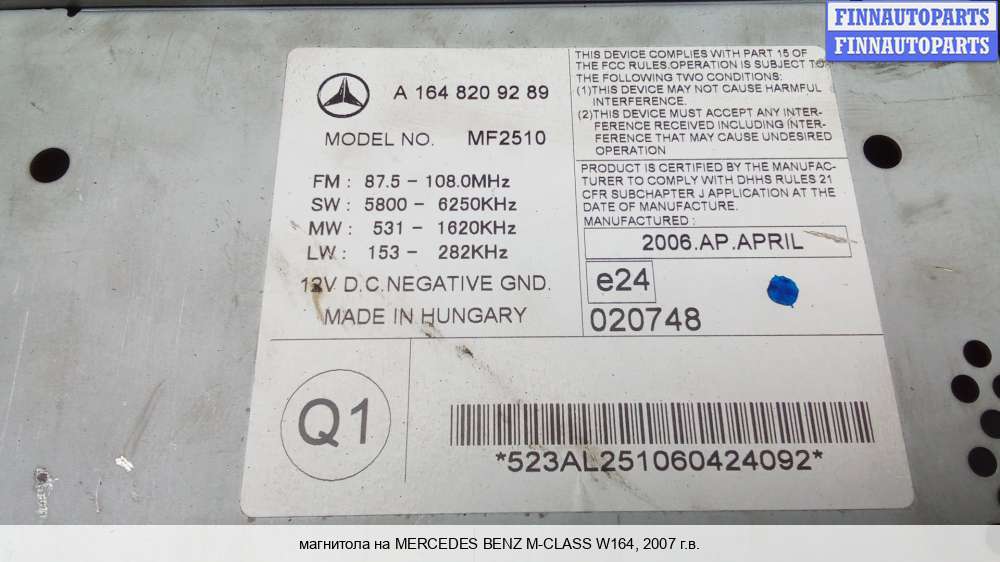 FINNAUTOPARTS
FINNAUTOPARTS
A 164 820 92 89
MODEL NO. MF2510
FM : 87.5 - 108.0MHz
SW : 5800 - 6250KHz
MW : 531 - 1620KHz
LW : 153 - 282KHz
12V D.C.NEGATIVE GND.
MADE IN HUNGARY
THIS DEVICE COMPLIES WITH PART 15 OF
THE FCC RULES.OPERATION IS SUBJECT TO
THE FOLLOWING TWO CONDITIONS:
(1)THIS DEVICE MAY NOT CAUSE HARMFUL
INTERFERENCE.
(2)THIS DEVICE MUST ACCEPT ANY INTER-
FERENCE RECEIVED INCLUDING INTER-
FERENCE THAT MAY CAUSE UNDESIRED
OPERATION
PRODUCT IS CERTIFIED BY THE MANUFAC-
TURER TO COMPLY WITH DHHS RULES 21
CFR SUBCHAPTER J APPLICATION AT THE
DATE OF MANUFACTURE.
MANUFACTURED :
2006.AP.APRIL
e24
020748
Q1
*523AL251060424092*
магнитола на MERCEDES BENZ M-CLASS W164, 2007 г.в.